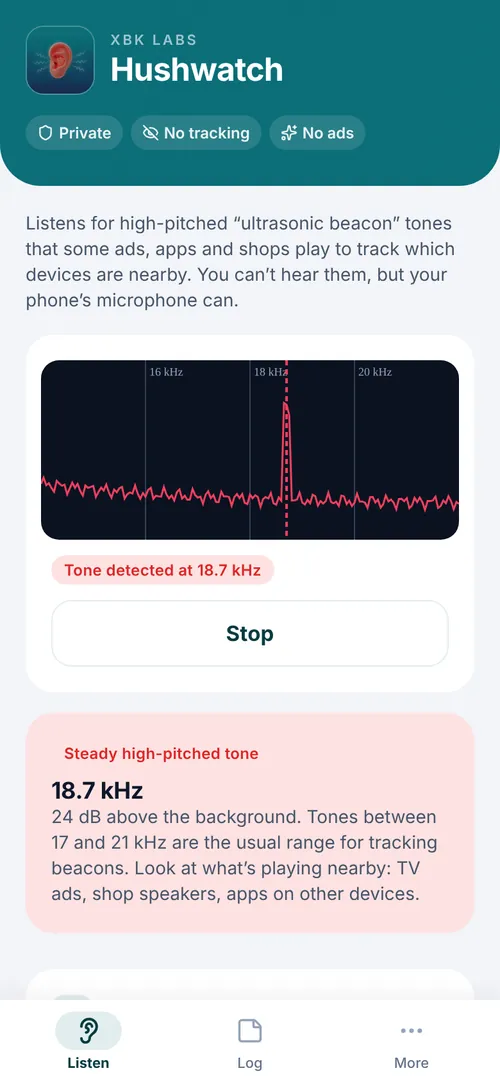 XBK LABS
Hushwatch
Private
No tracking
No ads
Listens for high-pitched “ultrasonic beacon” tones
that some ads, apps and shops play to track which
devices are nearby. You can’t hear them, but your
phone’s microphone can.
16 kHz
18 kHz
20 kHz
Tone detected at 18.7 kHz
Stop
Steady high-pitched tone
18.7 kHz
24 dB above the background. Tones between
17 and 21 kHz are the usual range for tracking
beacons. Look at what’s playing nearby: TV
ads, shop speakers, apps on other devices.
Listen
Log
More